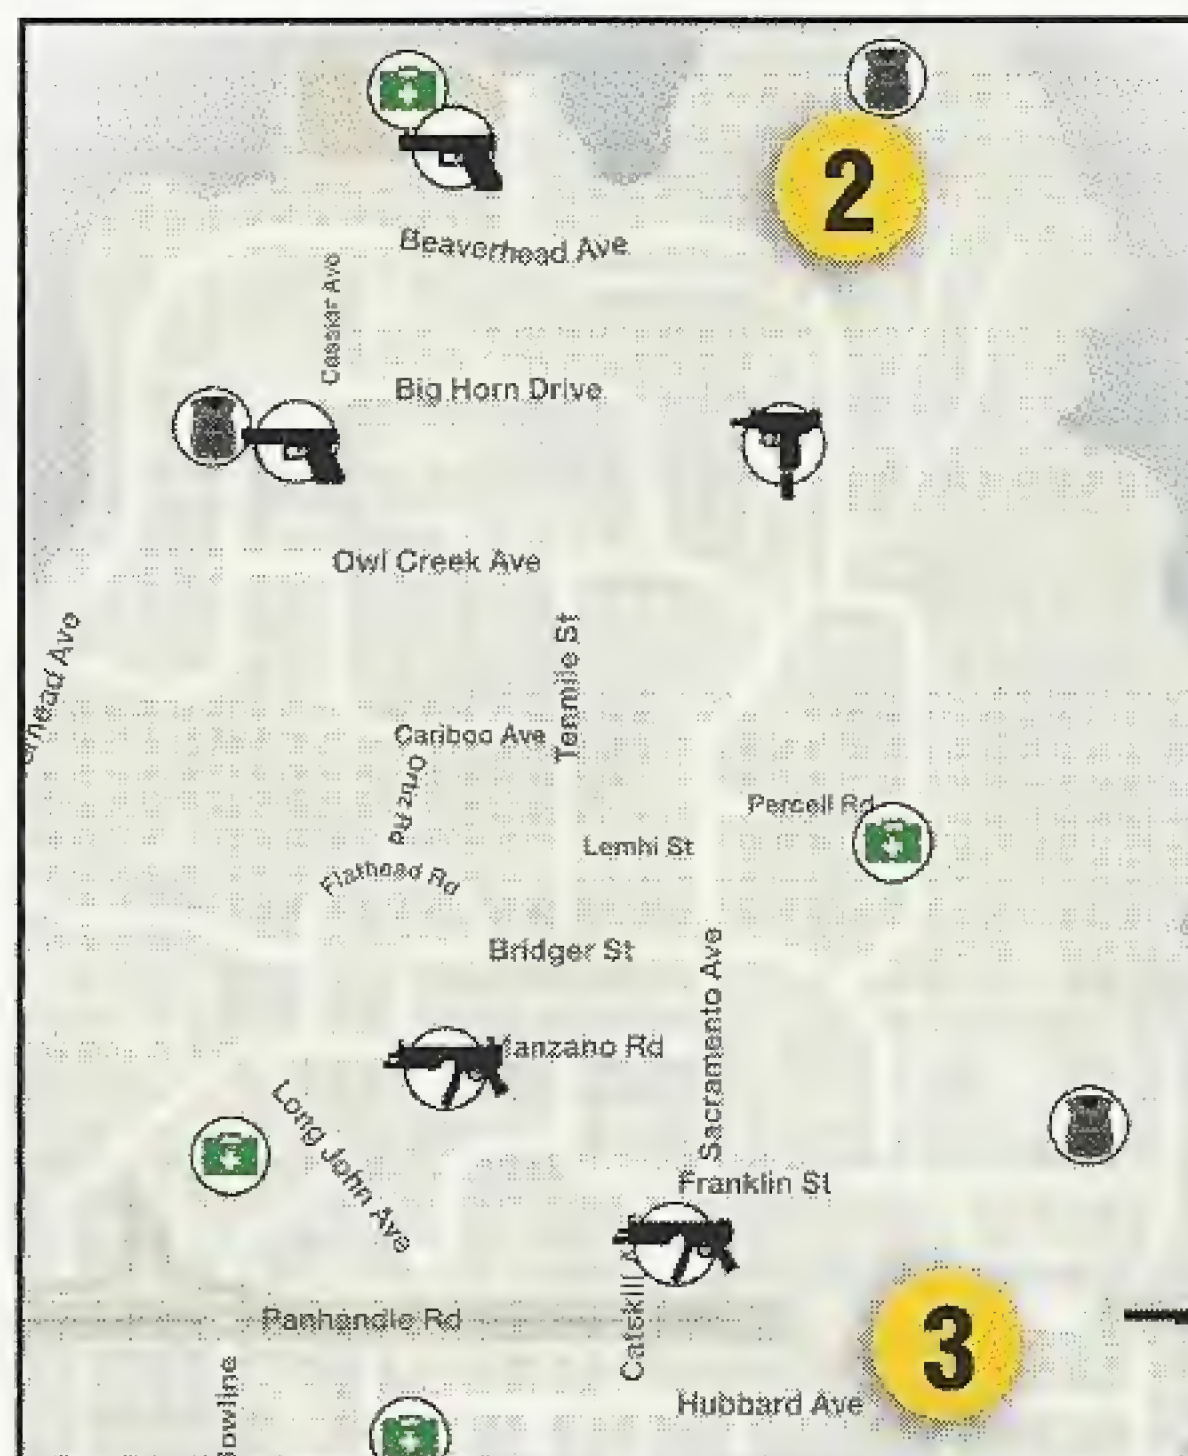 2
Beaverhead Ave
Cassiar Ave
Big Horn Drive
Owl Creek Ave
Tenmile St
Cariboo Ave
Ortiz Rd
Percell Rd
Lemhi St
Flathead Rd
Bridger St
Sacramento Ave
Manzano Rd
Long John Ave
Franklin St
Catskill A
Panhandle Rd
3
Hubbard Ave
Bowline